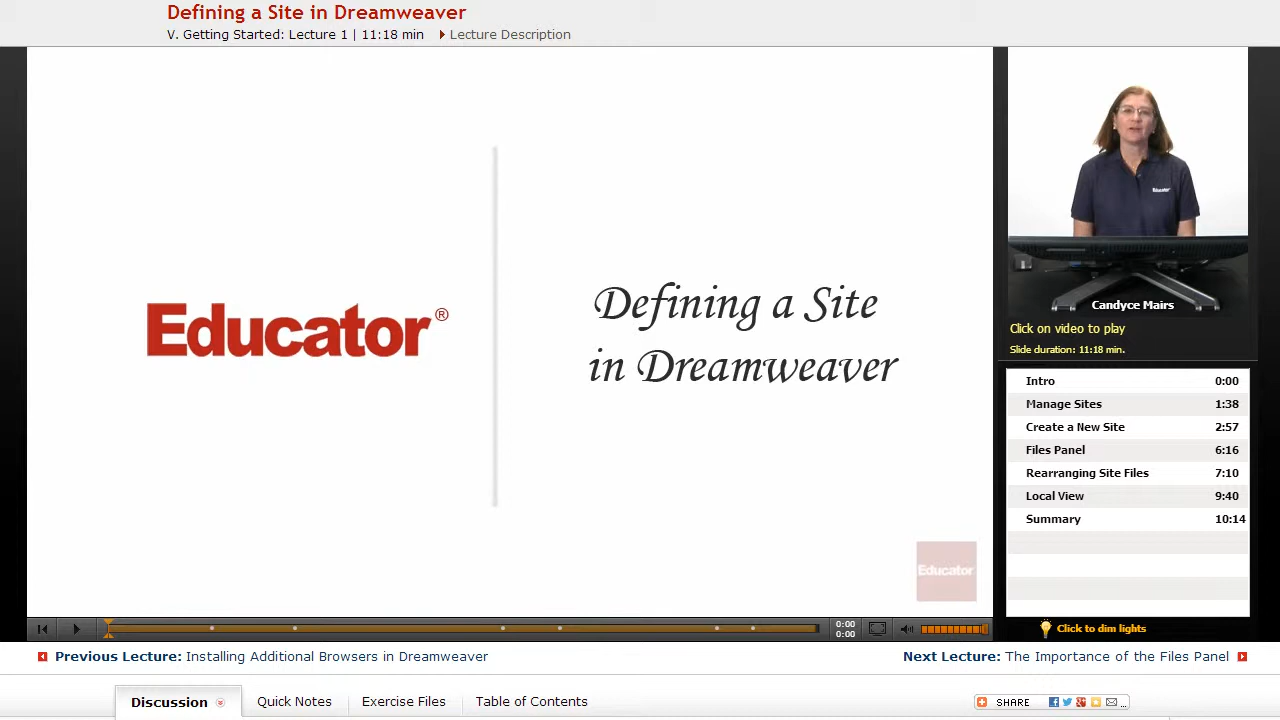 Defining a Site in Dreamweaver
V. Getting Started: Lecture 1 | 11:18 min Lecture Description
Educator®
Defining a Site
in Dreamweaver
Educator
Educator
Candyce Mairs
Click on video to play
Slide duration: 11:18 min.
Intro 0:00
Manage Sites 1:38
Create a New Site 2:57
Files Panel 6:16
Rearranging Site Files 7:10
Local View 9:40
Summary 10:14
0:00
0:00
Click to dim lights
Previous Lecture: Installing Additional Browsers in Dreamweaver
Next Lecture: The Importance of the Files Panel
Discussion Quick Notes Exercise Files Table of Contents
SHARE